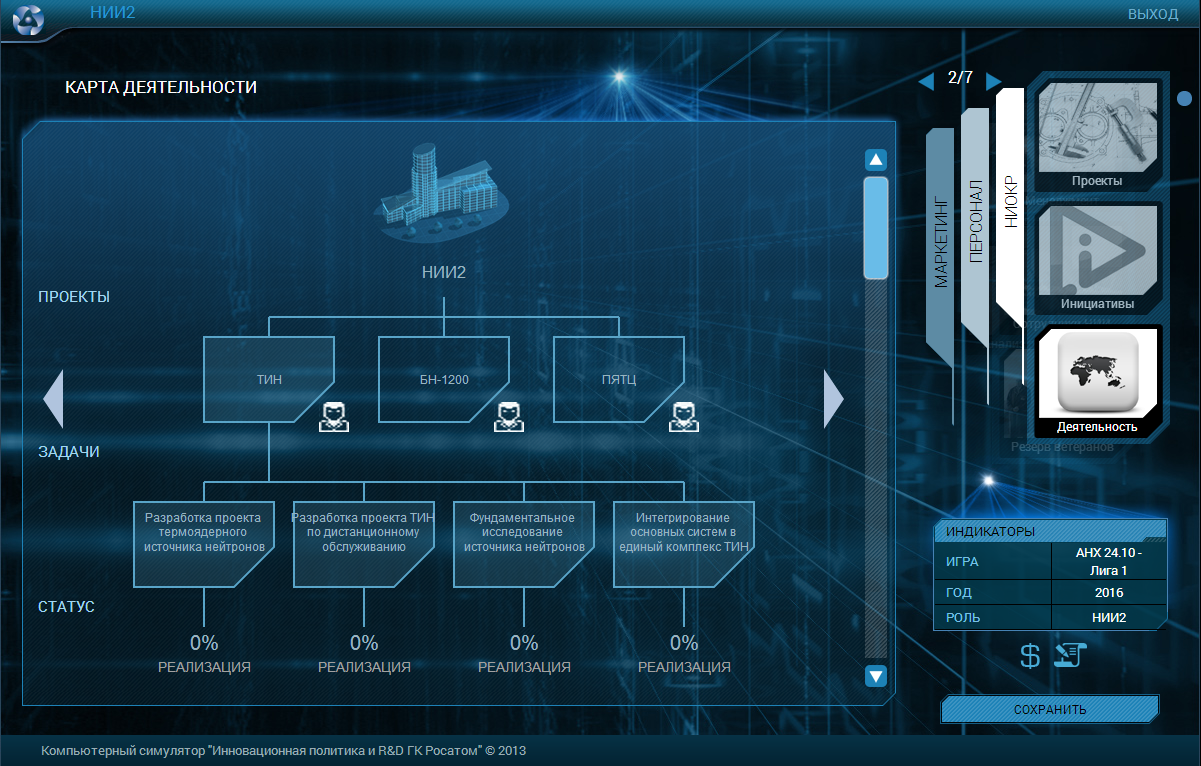 НИИ2
ВЫХОД
КАРТА ДЕЯТЕЛЬНОСТИ
2/7
МАРКЕТИНГ
ПЕРСОНАЛ
НИОКР
Проекты
Инициативы
Деятельность
Резерв ветеранов
НИИ2
ПРОЕКТЫ
ТИН
БН-1200
ПЯТЦ
ЗАДАЧИ
Разработка проекта
термоядерного
источника нейтронов
Разработка проекта ТИН
по дистанционному
обслуживанию
Фундаментальное
исследование
источника нейтронов
Интегрирование
основных систем в
единый комплекс ТИН
СТАТУС
0%
РЕАЛИЗАЦИЯ
0%
РЕАЛИЗАЦИЯ
0%
РЕАЛИЗАЦИЯ
0%
РЕАЛИЗАЦИЯ
ИНДИКАТОРЫ
ИГРА
АНХ 24.10 -
Лига 1
ГОД
2016
РОЛЬ
НИИ2
СОХРАНИТЬ
Компьютерный симулятор "Инновационная политика и R&D ГК Росатом" © 2013